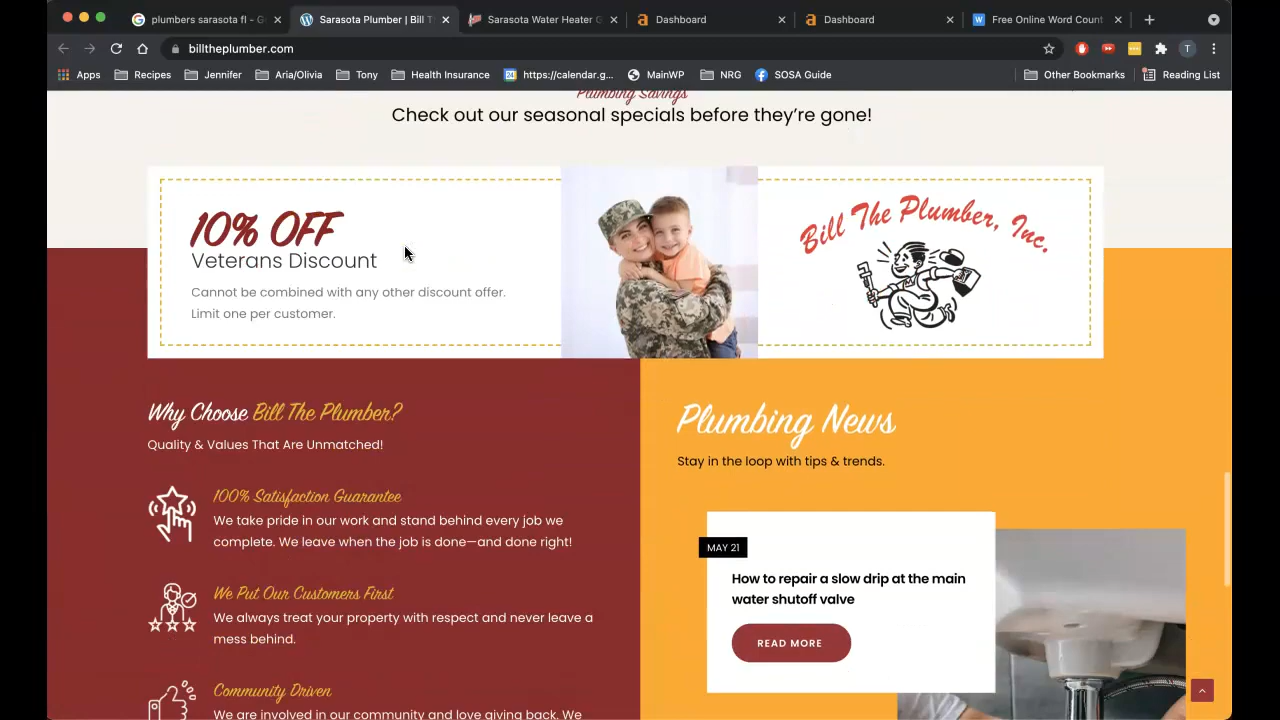 plumbers sarasota fl - G
Sarasota Plumber | Bill T
Sarasota Water Heater G
Dashboard
Dashboard
Free Online Word Count
billtheplumber.com
T
Apps
Recipes
Jennifer
Aria/Olivia
Tony
Health Insurance
https://calendar.g...
MainWP
NRG
SOSA Guide
Other Bookmarks
Reading List
Plumbing Savings
Check out our seasonal specials before they’re gone!
10% OFF
Veterans Discount
Cannot be combined with any other discount offer.
Limit one per customer.
Bill The Plumber, Inc.
Why Choose Bill The Plumber?
Quality & Values That Are Unmatched!
100% Satisfaction Guarantee
We take pride in our work and stand behind every job we
complete. We leave when the job is done—and done right!
We Put Our Customers First
We always treat your property with respect and never leave a
mess behind.
Community Driven
We are involved in our community and love giving back. We
Plumbing News
Stay in the loop with tips & trends.
MAY 21
How to repair a slow drip at the main
water shutoff valve
READ MORE